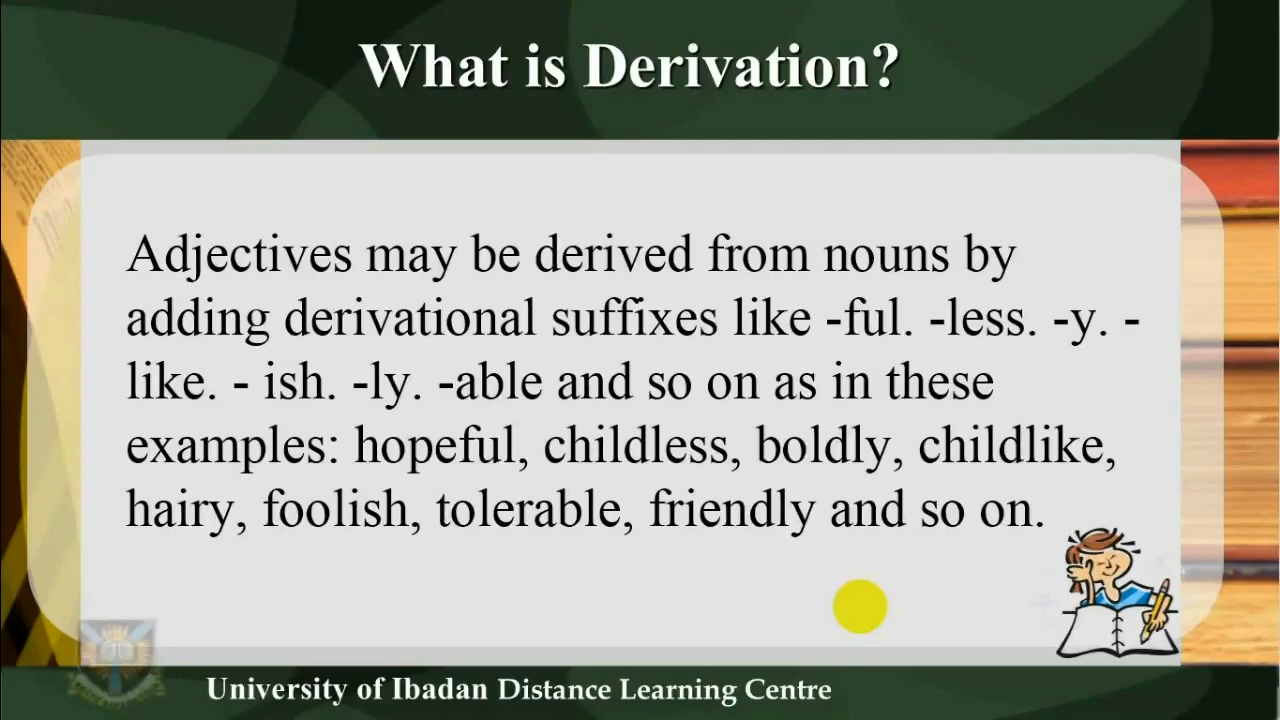 What is Derivation?
Adjectives may be derived from nouns by
adding derivational suffixes like -ful. -less. -y. -
like. - ish. -ly. -able and so on as in these
examples: hopeful, childless, boldly, childlike,
hairy, foolish, tolerable, friendly and so on.
University of Ibadan Distance Learning Centre